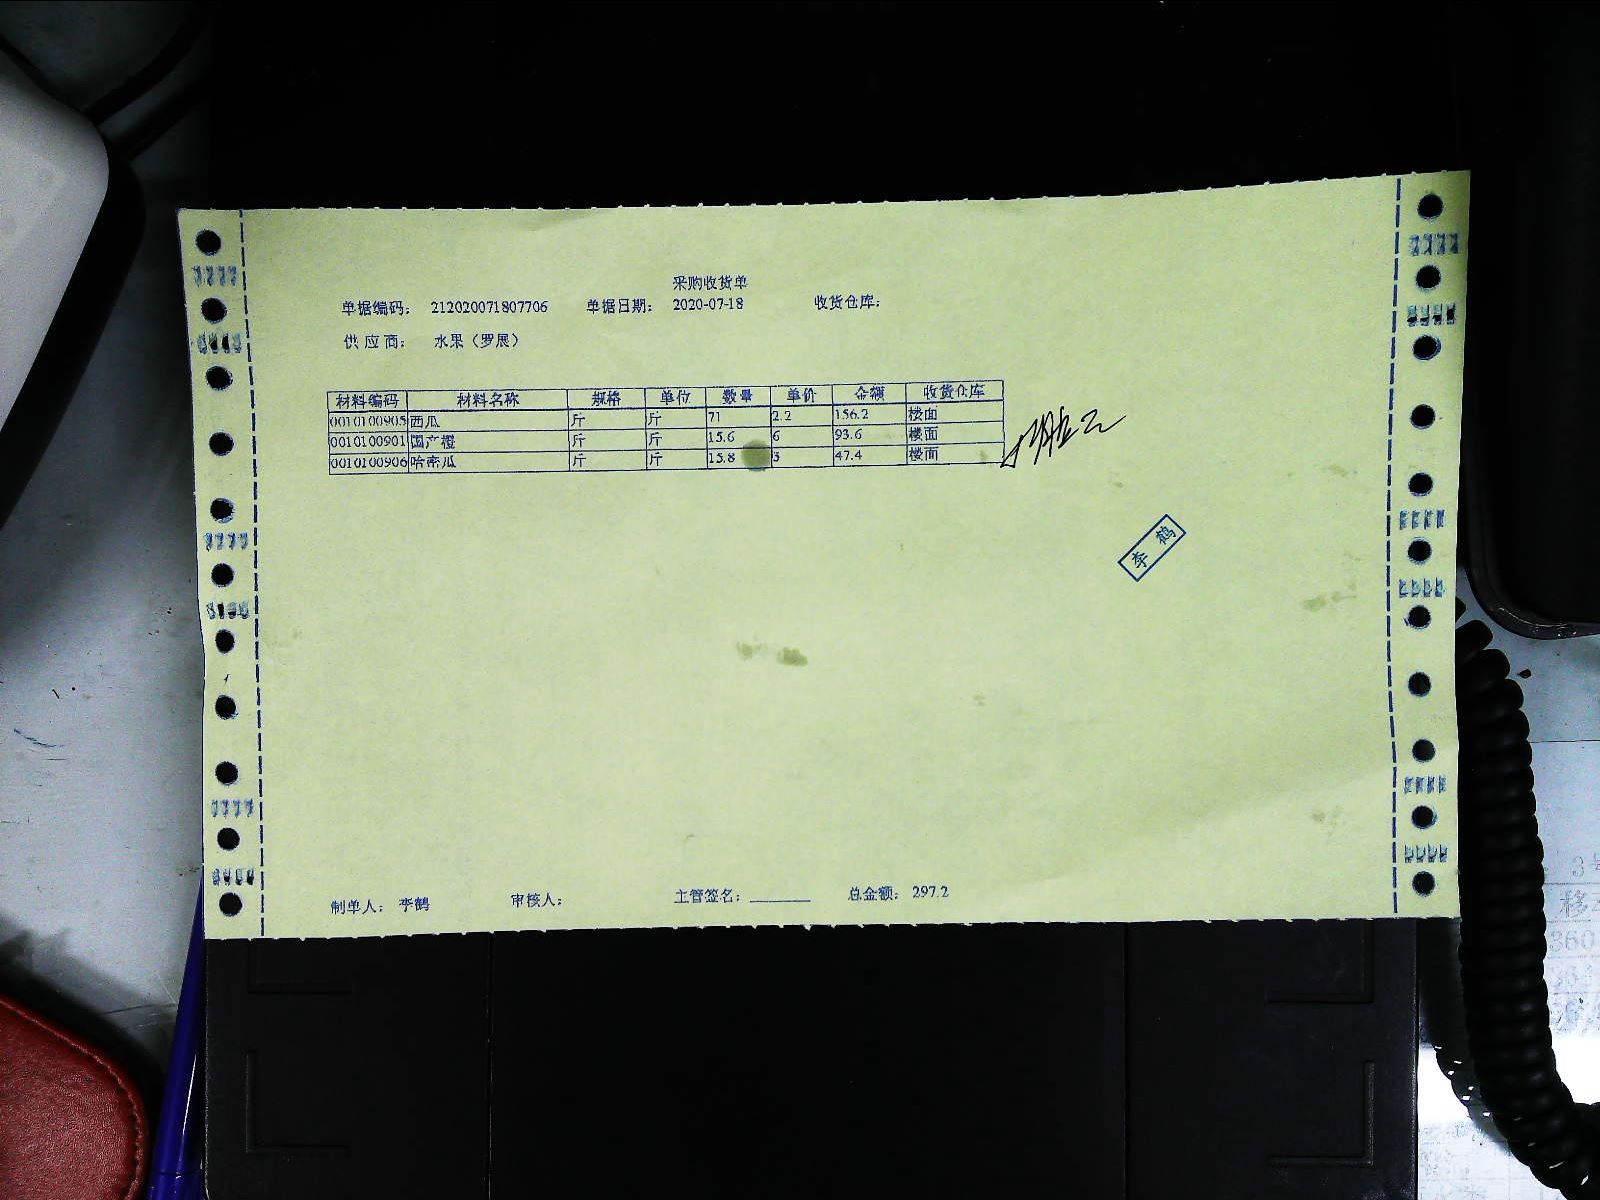 采购收货单
单据编码： 212020071807706 单据日期： 2020-07-18 收货仓库：
供应商： 水果（罗展）
材料编码 材料名称 规格 单位 数量 单价 金额 收货仓库
0010100905 西瓜 斤 斤 71 2.2 156.2 楼面
0010100901 国产橙 斤 斤 15.6 6 93.6 楼面
0010100906 哈密瓜 斤 斤 15.8 3 47.4 楼面
李鹤
制单人： 李鹤 审核人： 主管签名： 总金额： 297.2